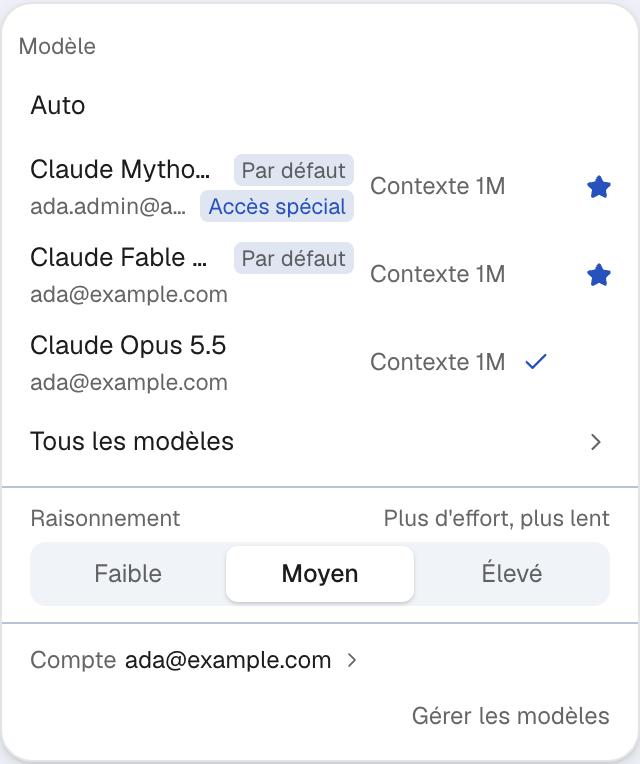 Modèle
Auto
Claude Mytho... Par défaut
ada.admin@a... Accès spécial Contexte 1M
Claude Fable ... Par défaut
ada@example.com Contexte 1M
Claude Opus 5.5
ada@example.com Contexte 1M
Tous les modèles
Raisonnement Plus d'effort, plus lent
Faible Moyen Élevé
Compte ada@example.com
Gérer les modèles